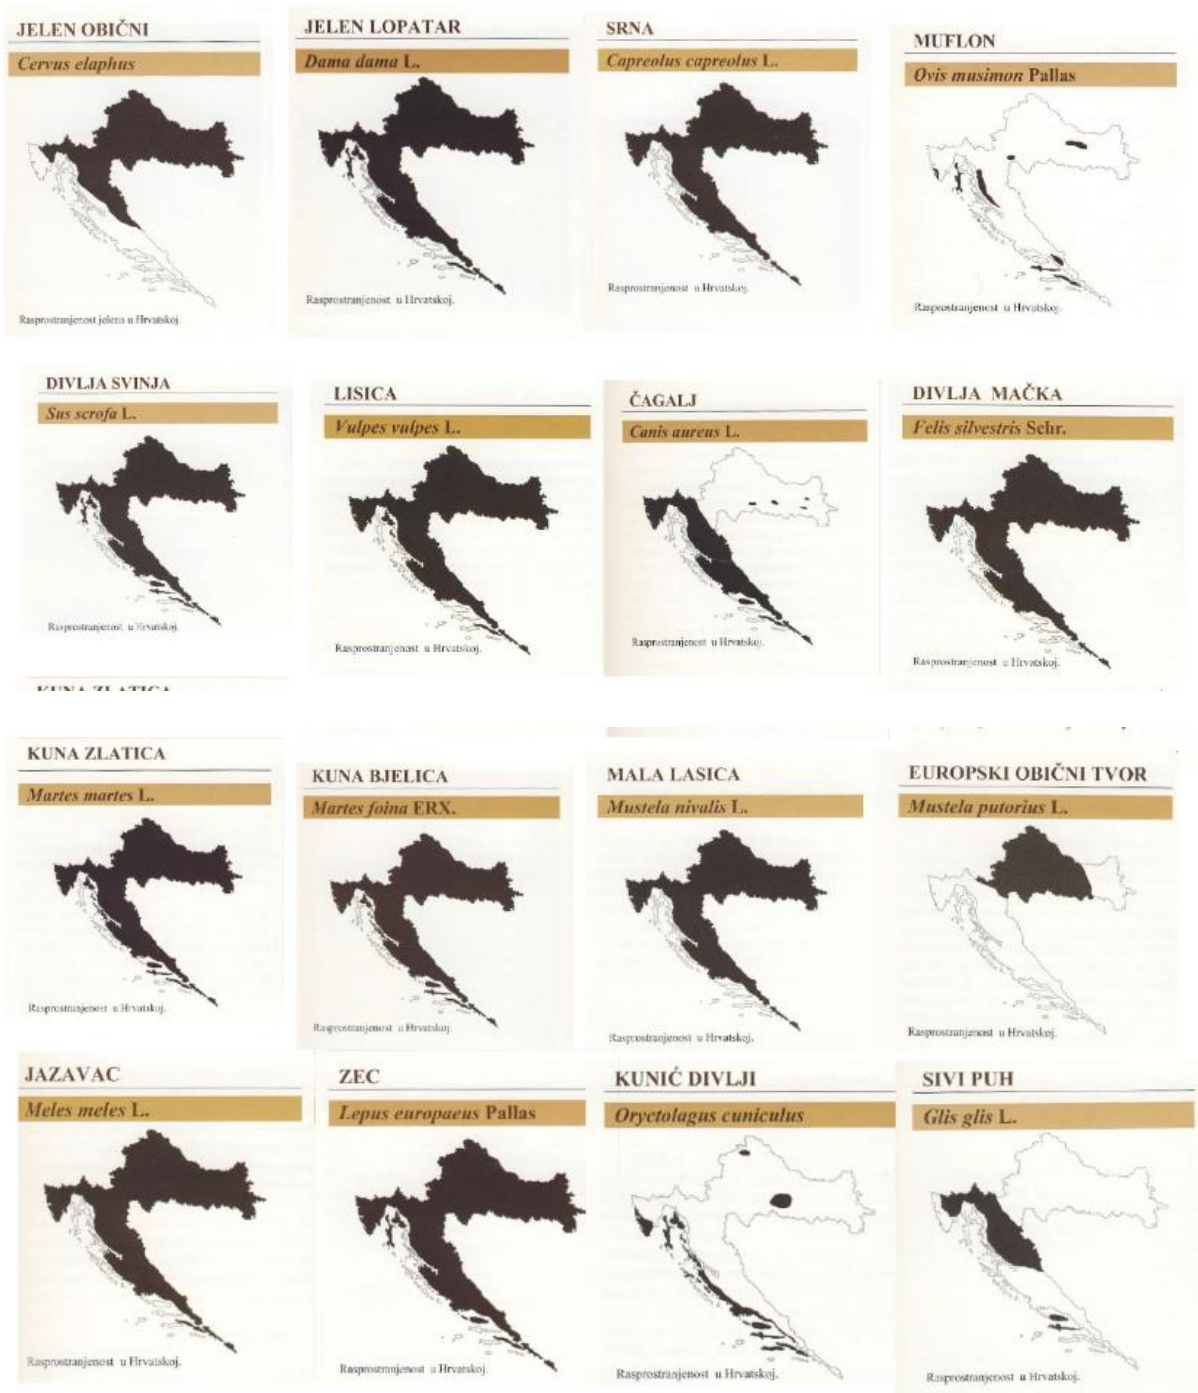 JELEN OBIČNI
Cervus elaphus
Rasprostranjenost jelena u Hrvatskoj.
JELEN LOPATAR
Dama dama L.
Rasprostranjenost u Hrvatskoj.
SRNA
Capreolus capreolus L.
Rasprostranjenost u Hrvatskoj.
MUFLON
Ovis musimon Pallas
Rasprostranjenost u Hrvatskoj.
DIVLJA SVINJA
Sus scrofa L.
Rasprostranjenost u Hrvatskoj.
LISICA
Vulpes vulpes L.
Rasprostranjenost u Hrvatskoj.
ČAGALJ
Canis aureus L.
Rasprostranjenost u Hrvatskoj.
DIVLJA MAČKA
Felis silvestris Schr.
Rasprostranjenost u Hrvatskoj.
KUNA ZLATICA
KUNA ZLATICA
Martes martes L.
Rasprostranjenost u Hrvatskoj.
KUNA BJELICA
Martes foina ERX.
Rasprostranjenost u Hrvatskoj.
MALA LASICA
Mustela nivalis L.
Rasprostranjenost u Hrvatskoj.
EUROPSKI OBIČNI TVOR
Mustela putorius L.
Rasprostranjenost u Hrvatskoj.
JAZAVAC
Meles meles L.
Rasprostranjenost u Hrvatskoj.
ZEC
Lepus europaeus Pallas
Rasprostranjenost u Hrvatskoj.
KUNIĆ DIVLJI
Oryctolagus cuniculus
Rasprostranjenost u Hrvatskoj.
SIVI PUH
Glis glis L.
Rasprostranjenost u Hrvatskoj.